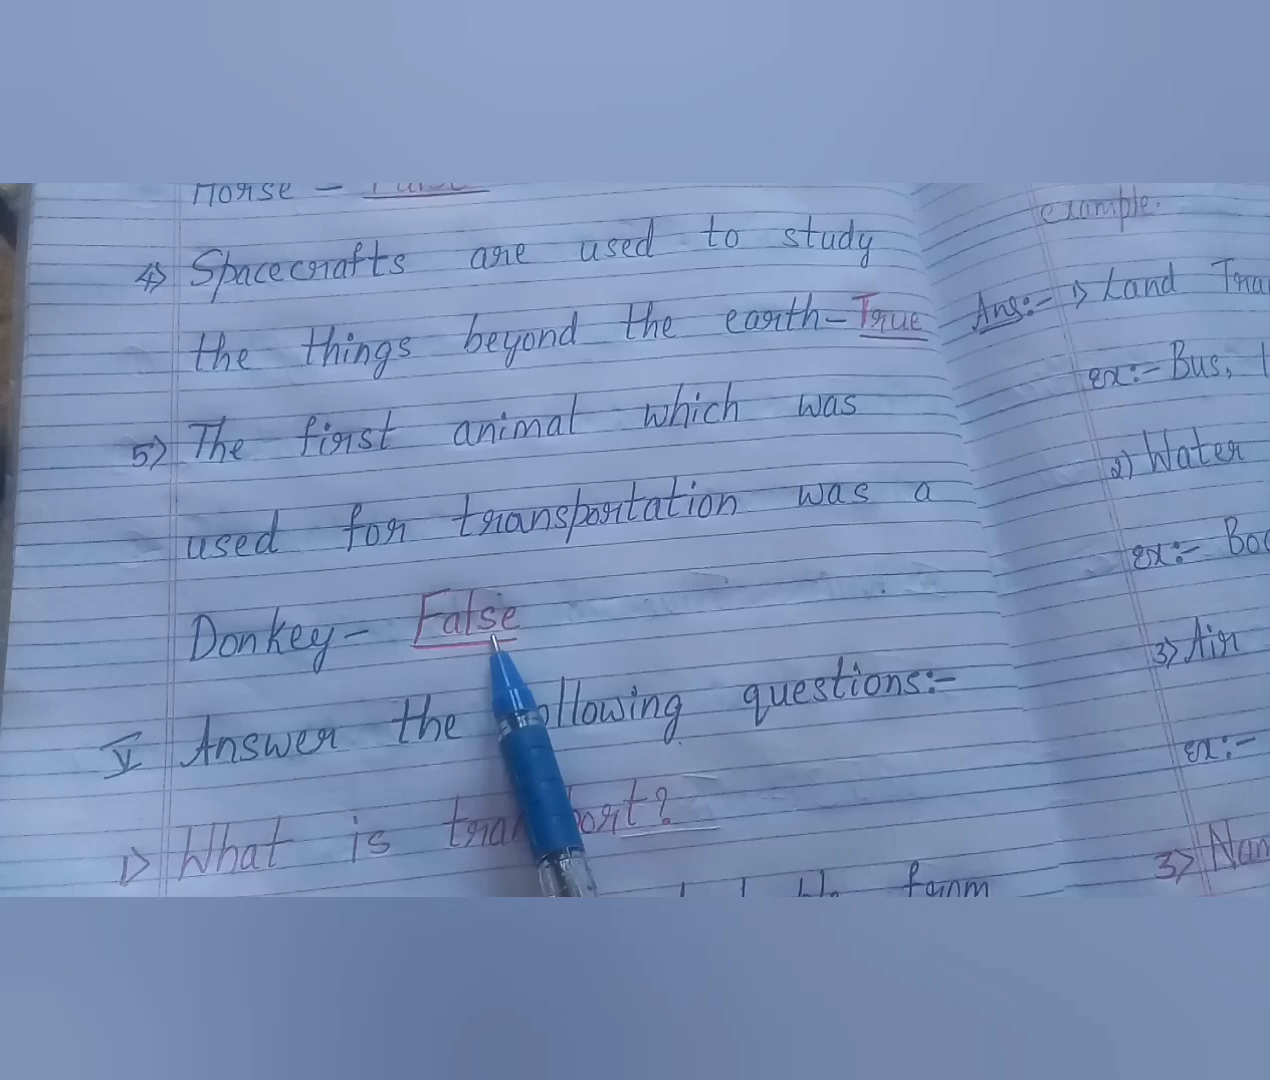 Horse -
4) Spacecrafts are used to study
the things beyond the earth - True
5) The first animal which was
used for transportation was a
Donkey - False
V Answer the following questions:-
1) What is transport?
farm
example.
Ans:- 1) Land
ex:- Bus,
2) Water
ex:-
3) Air
ex:-
3)